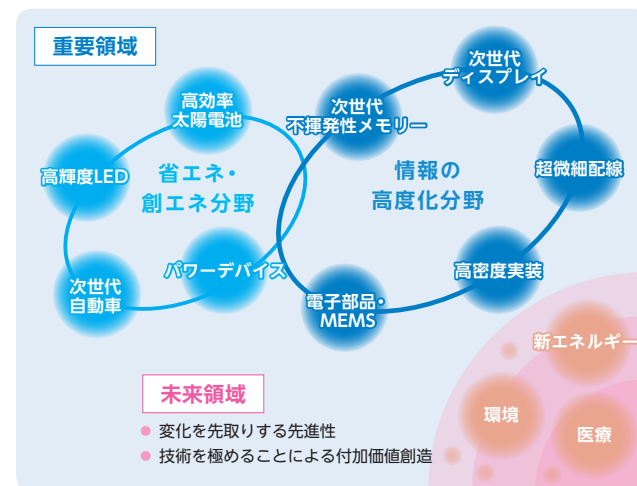 重要領域
高効率
太陽電池
高輝度LED
省エネ・
創エネ分野
次世代
自動車
パワーデバイス
次世代
不揮発性メモリー
次世代
ディスプレイ
情報の
高度化分野
超微細配線
高密度実装
電子部品・
MEMS
新エネルギー
環境
医療
未来領域
● 変化を先取りする先進性
● 技術を極めることによる付加価値創造